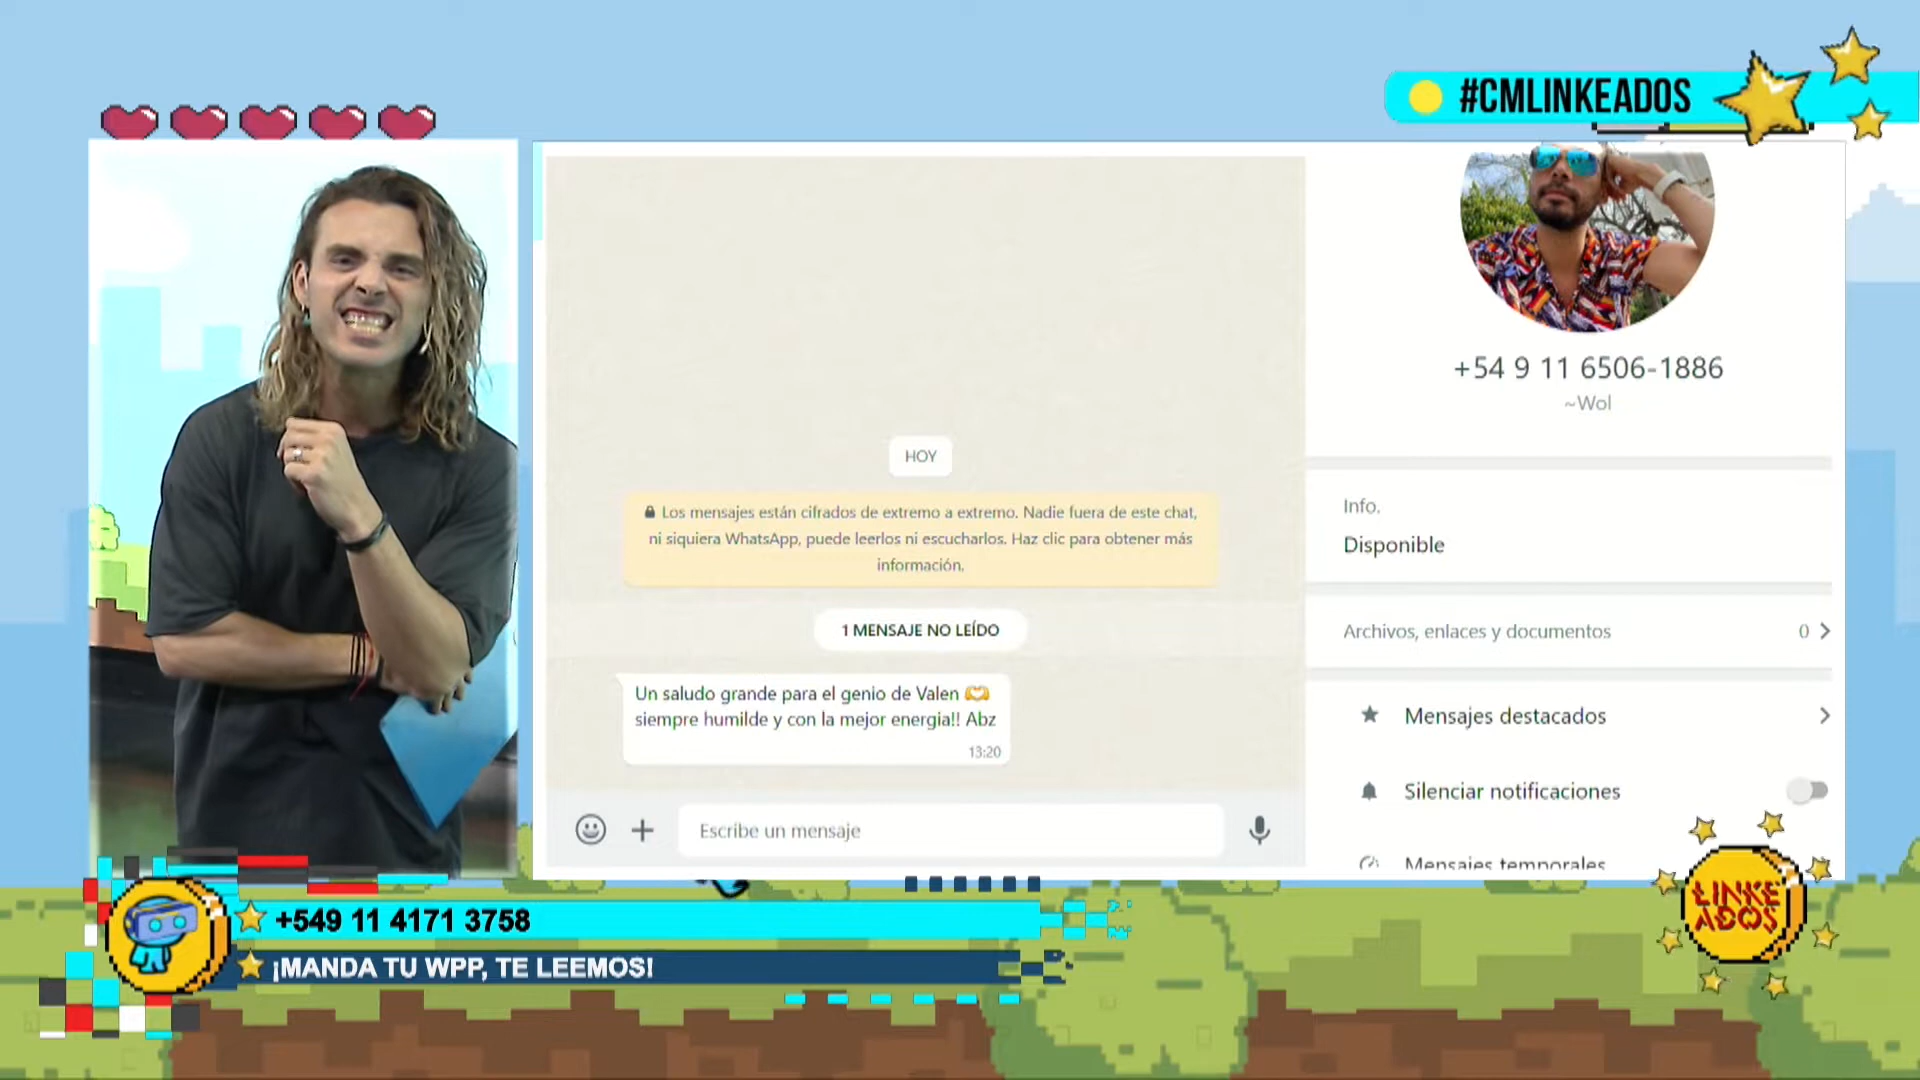 #CMLINKEADOS
+54 9 11 6506-1886
~Wol
HOY
Los mensajes están cifrados de extremo a extremo. Nadie fuera de este chat,
ni siquiera WhatsApp, puede leerlos ni escucharlos. Haz clic para obtener más
información.
1 MENSAJE NO LEÍDO
Un saludo grande para el genio de Valen 🫶
siempre humilde y con la mejor energia!! Abz
13:20
Escribe un mensaje
Info.
Disponible
Archivos, enlaces y documentos 0
Mensajes destacados
Silenciar notificaciones
Mensajes temporales
+549 11 4171 3758
¡MANDA TU WPP, TE LEEMOS!
LINKE
ADOS